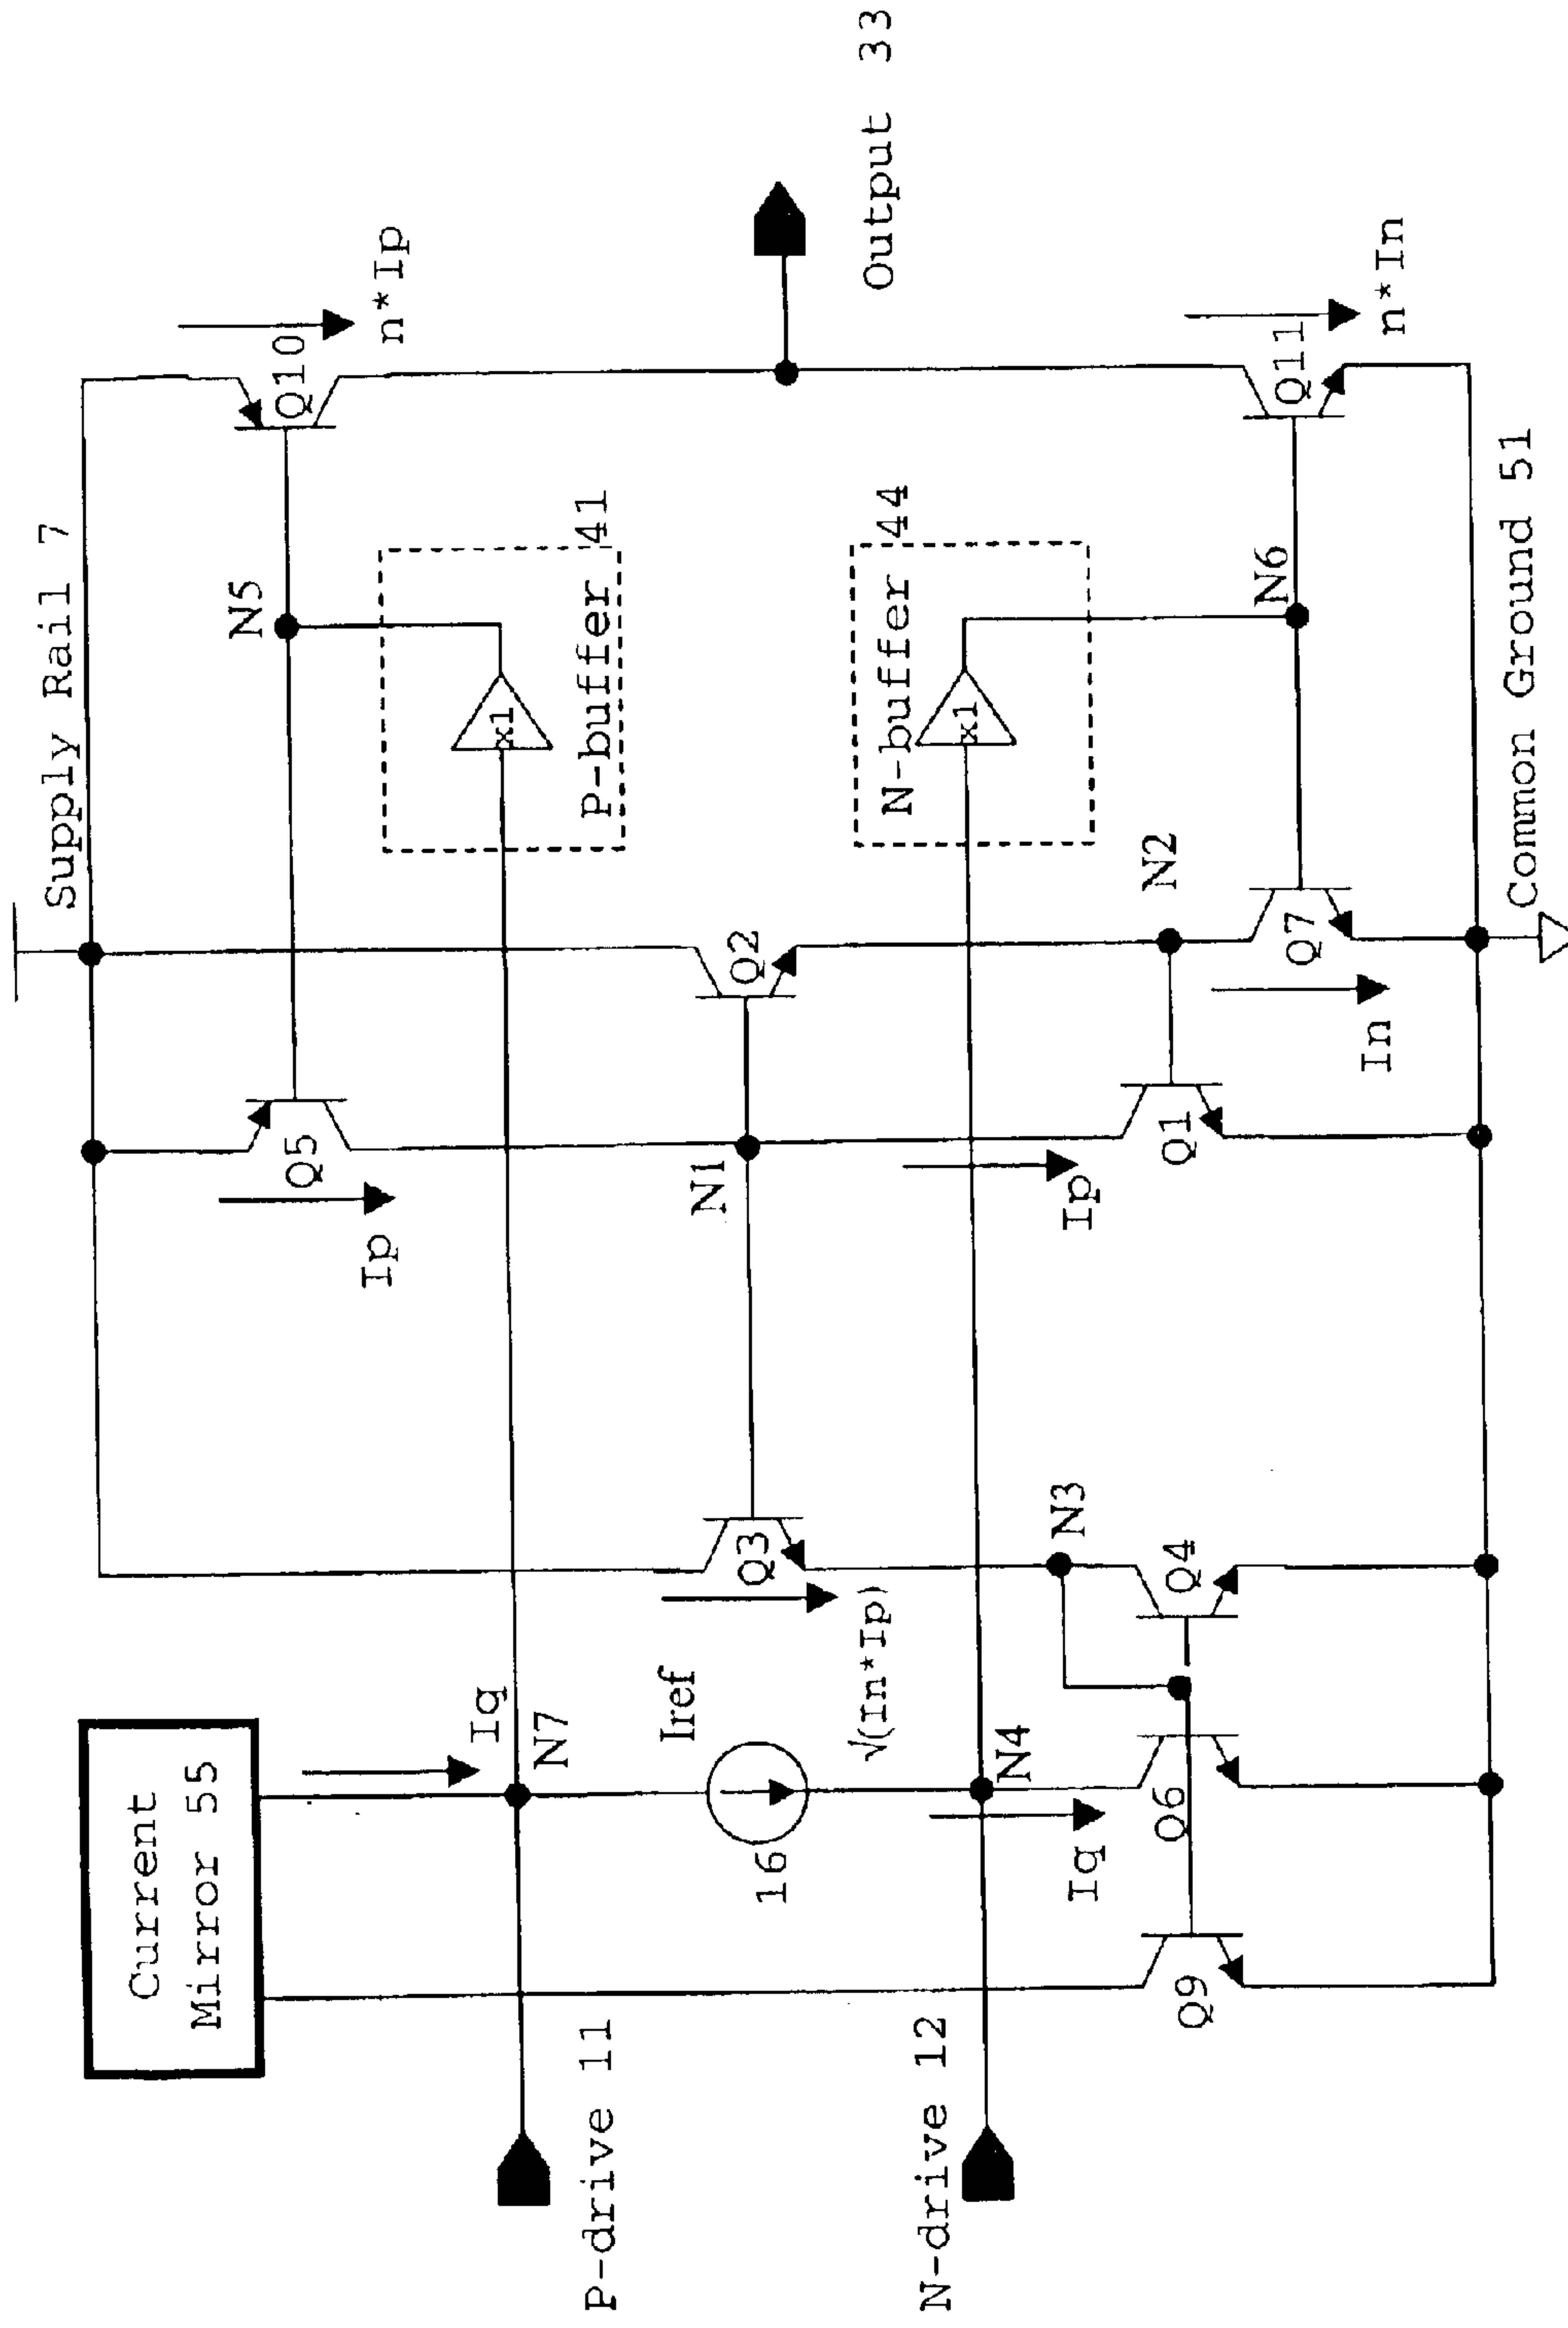 Supply Rail 7
Current
Mirror 55
Iq
N7
Ip
Q5
N5
Q10
n*Ip
P-buffer 41
x1
P-drive 11
Iref
16
√(In*Ip)
Q3
N1
Q2
Output 33
N-buffer 44
x1
N-drive 12
N4
Iq
N3
Ip
N2
N6
Q9
Q6
Q4
Q1
Q7
In
Q11
n*In
Common Ground 51